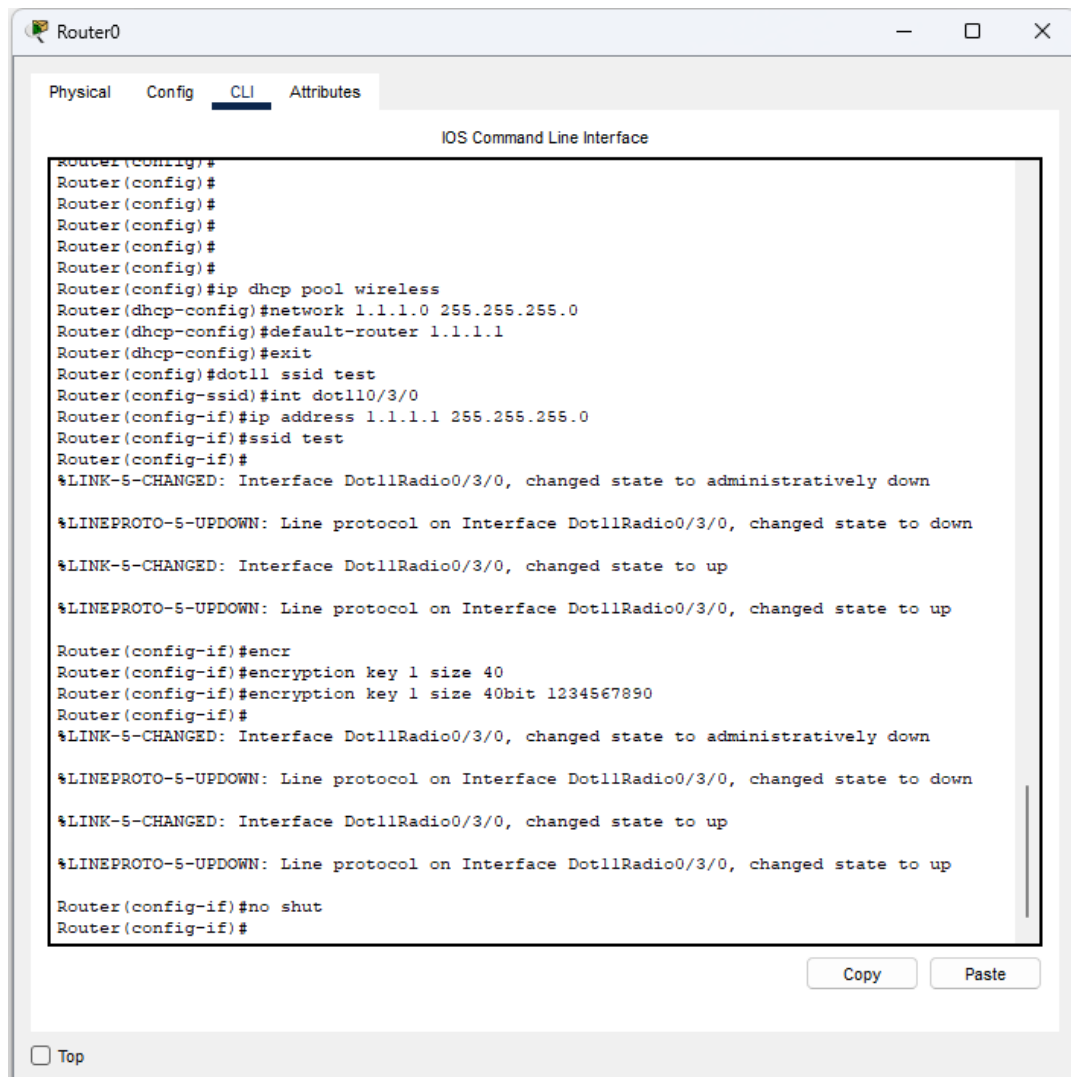 Router0
Physical Config CLI Attributes
IOS Command Line Interface
Router(config)#
Router(config)#
Router(config)#
Router(config)#
Router(config)#
Router(config)#
Router(config)#ip dhcp pool wireless
Router(dhcp-config)#network 1.1.1.0 255.255.255.0
Router(dhcp-config)#default-router 1.1.1.1
Router(dhcp-config)#exit
Router(config)#dot11 ssid test
Router(config-ssid)#int dot110/3/0
Router(config-if)#ip address 1.1.1.1 255.255.255.0
Router(config-if)#ssid test
Router(config-if)#
%LINK-5-CHANGED: Interface Dot11Radio0/3/0, changed state to administratively down
%LINEPROTO-5-UPDOWN: Line protocol on Interface Dot11Radio0/3/0, changed state to down
%LINK-5-CHANGED: Interface Dot11Radio0/3/0, changed state to up
%LINEPROTO-5-UPDOWN: Line protocol on Interface Dot11Radio0/3/0, changed state to up
Router(config-if)#encr
Router(config-if)#encryption key 1 size 40
Router(config-if)#encryption key 1 size 40bit 1234567890
Router(config-if)#
%LINK-5-CHANGED: Interface Dot11Radio0/3/0, changed state to administratively down
%LINEPROTO-5-UPDOWN: Line protocol on Interface Dot11Radio0/3/0, changed state to down
%LINK-5-CHANGED: Interface Dot11Radio0/3/0, changed state to up
%LINEPROTO-5-UPDOWN: Line protocol on Interface Dot11Radio0/3/0, changed state to up
Router(config-if)#no shut
Router(config-if)#
Copy Paste
Top